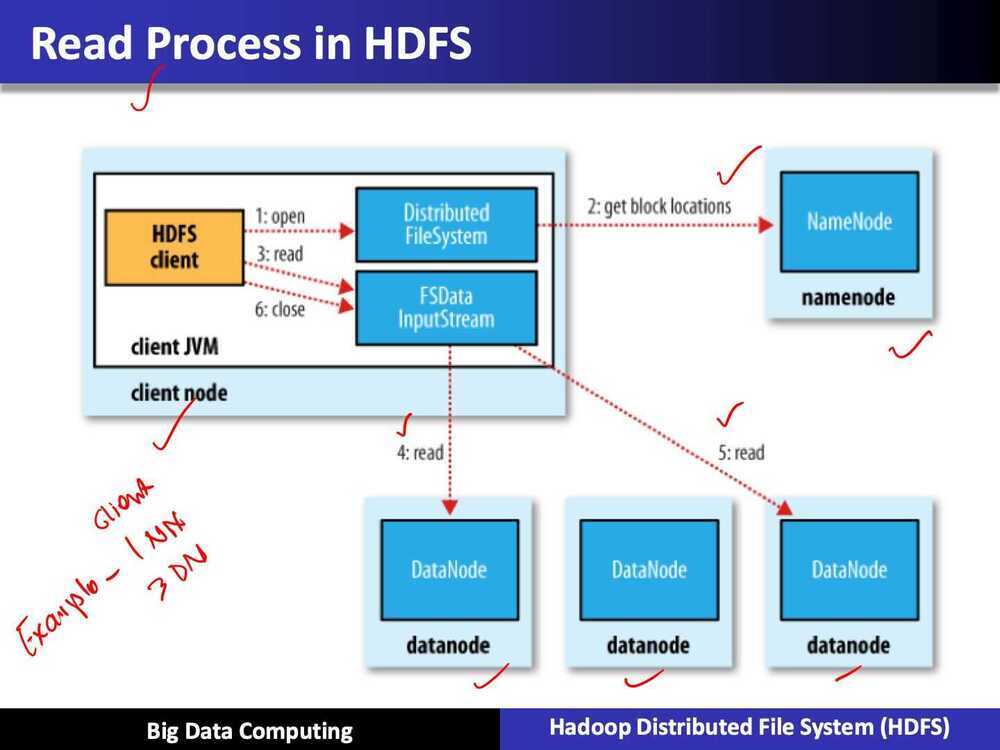 Read Process in HDFS
HDFS
client
1: open
3: read
6: close
Distributed
FileSystem
FSData
InputStream
client JVM
client node
2: get block locations
NameNode
namenode
4: read
5: read
Client
Example - 1 NN
3 DN
DataNode
datanode
DataNode
datanode
DataNode
datanode
Big Data Computing
Hadoop Distributed File System (HDFS)